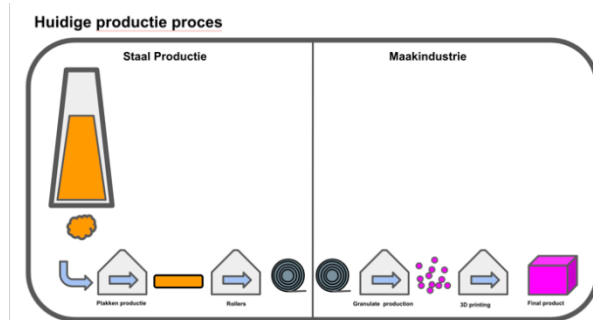 Huidige productie proces
Staal Productie
Maakindustrie
Plakken productie
Rollers
Granulate production
3D printing
Final product